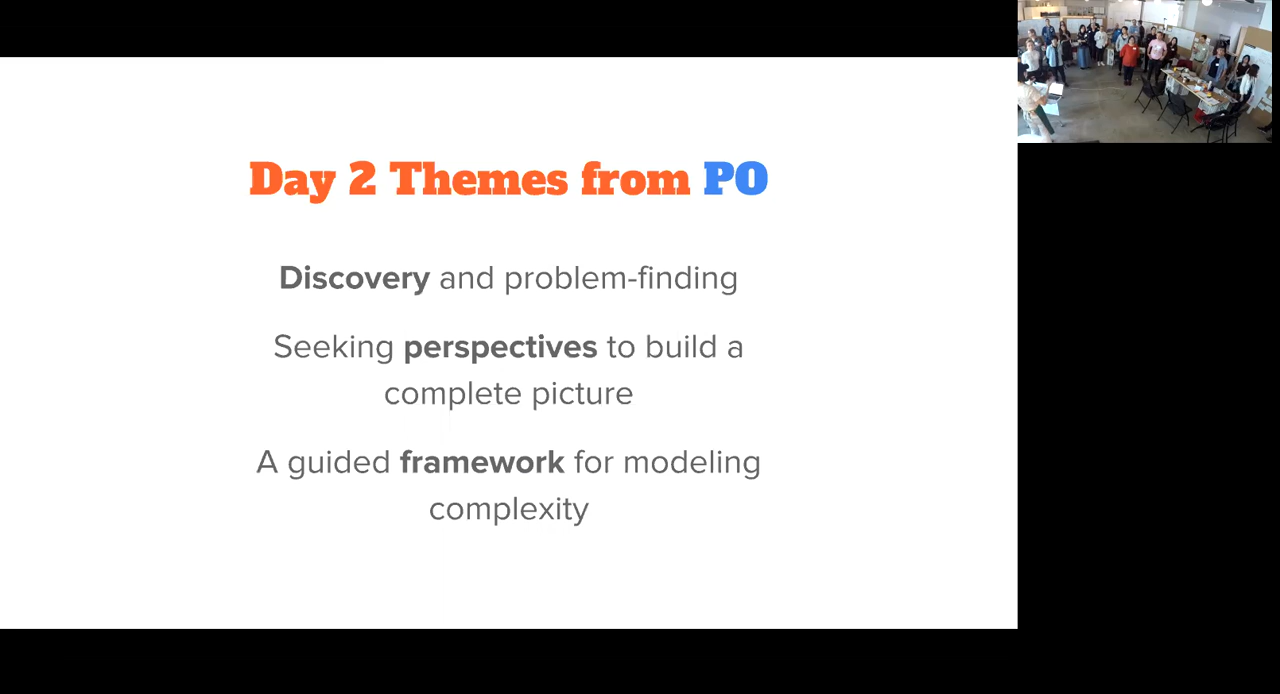 Day 2 Themes from PO
Discovery and problem-finding
Seeking perspectives to build a
complete picture
A guided framework for modeling
complexity